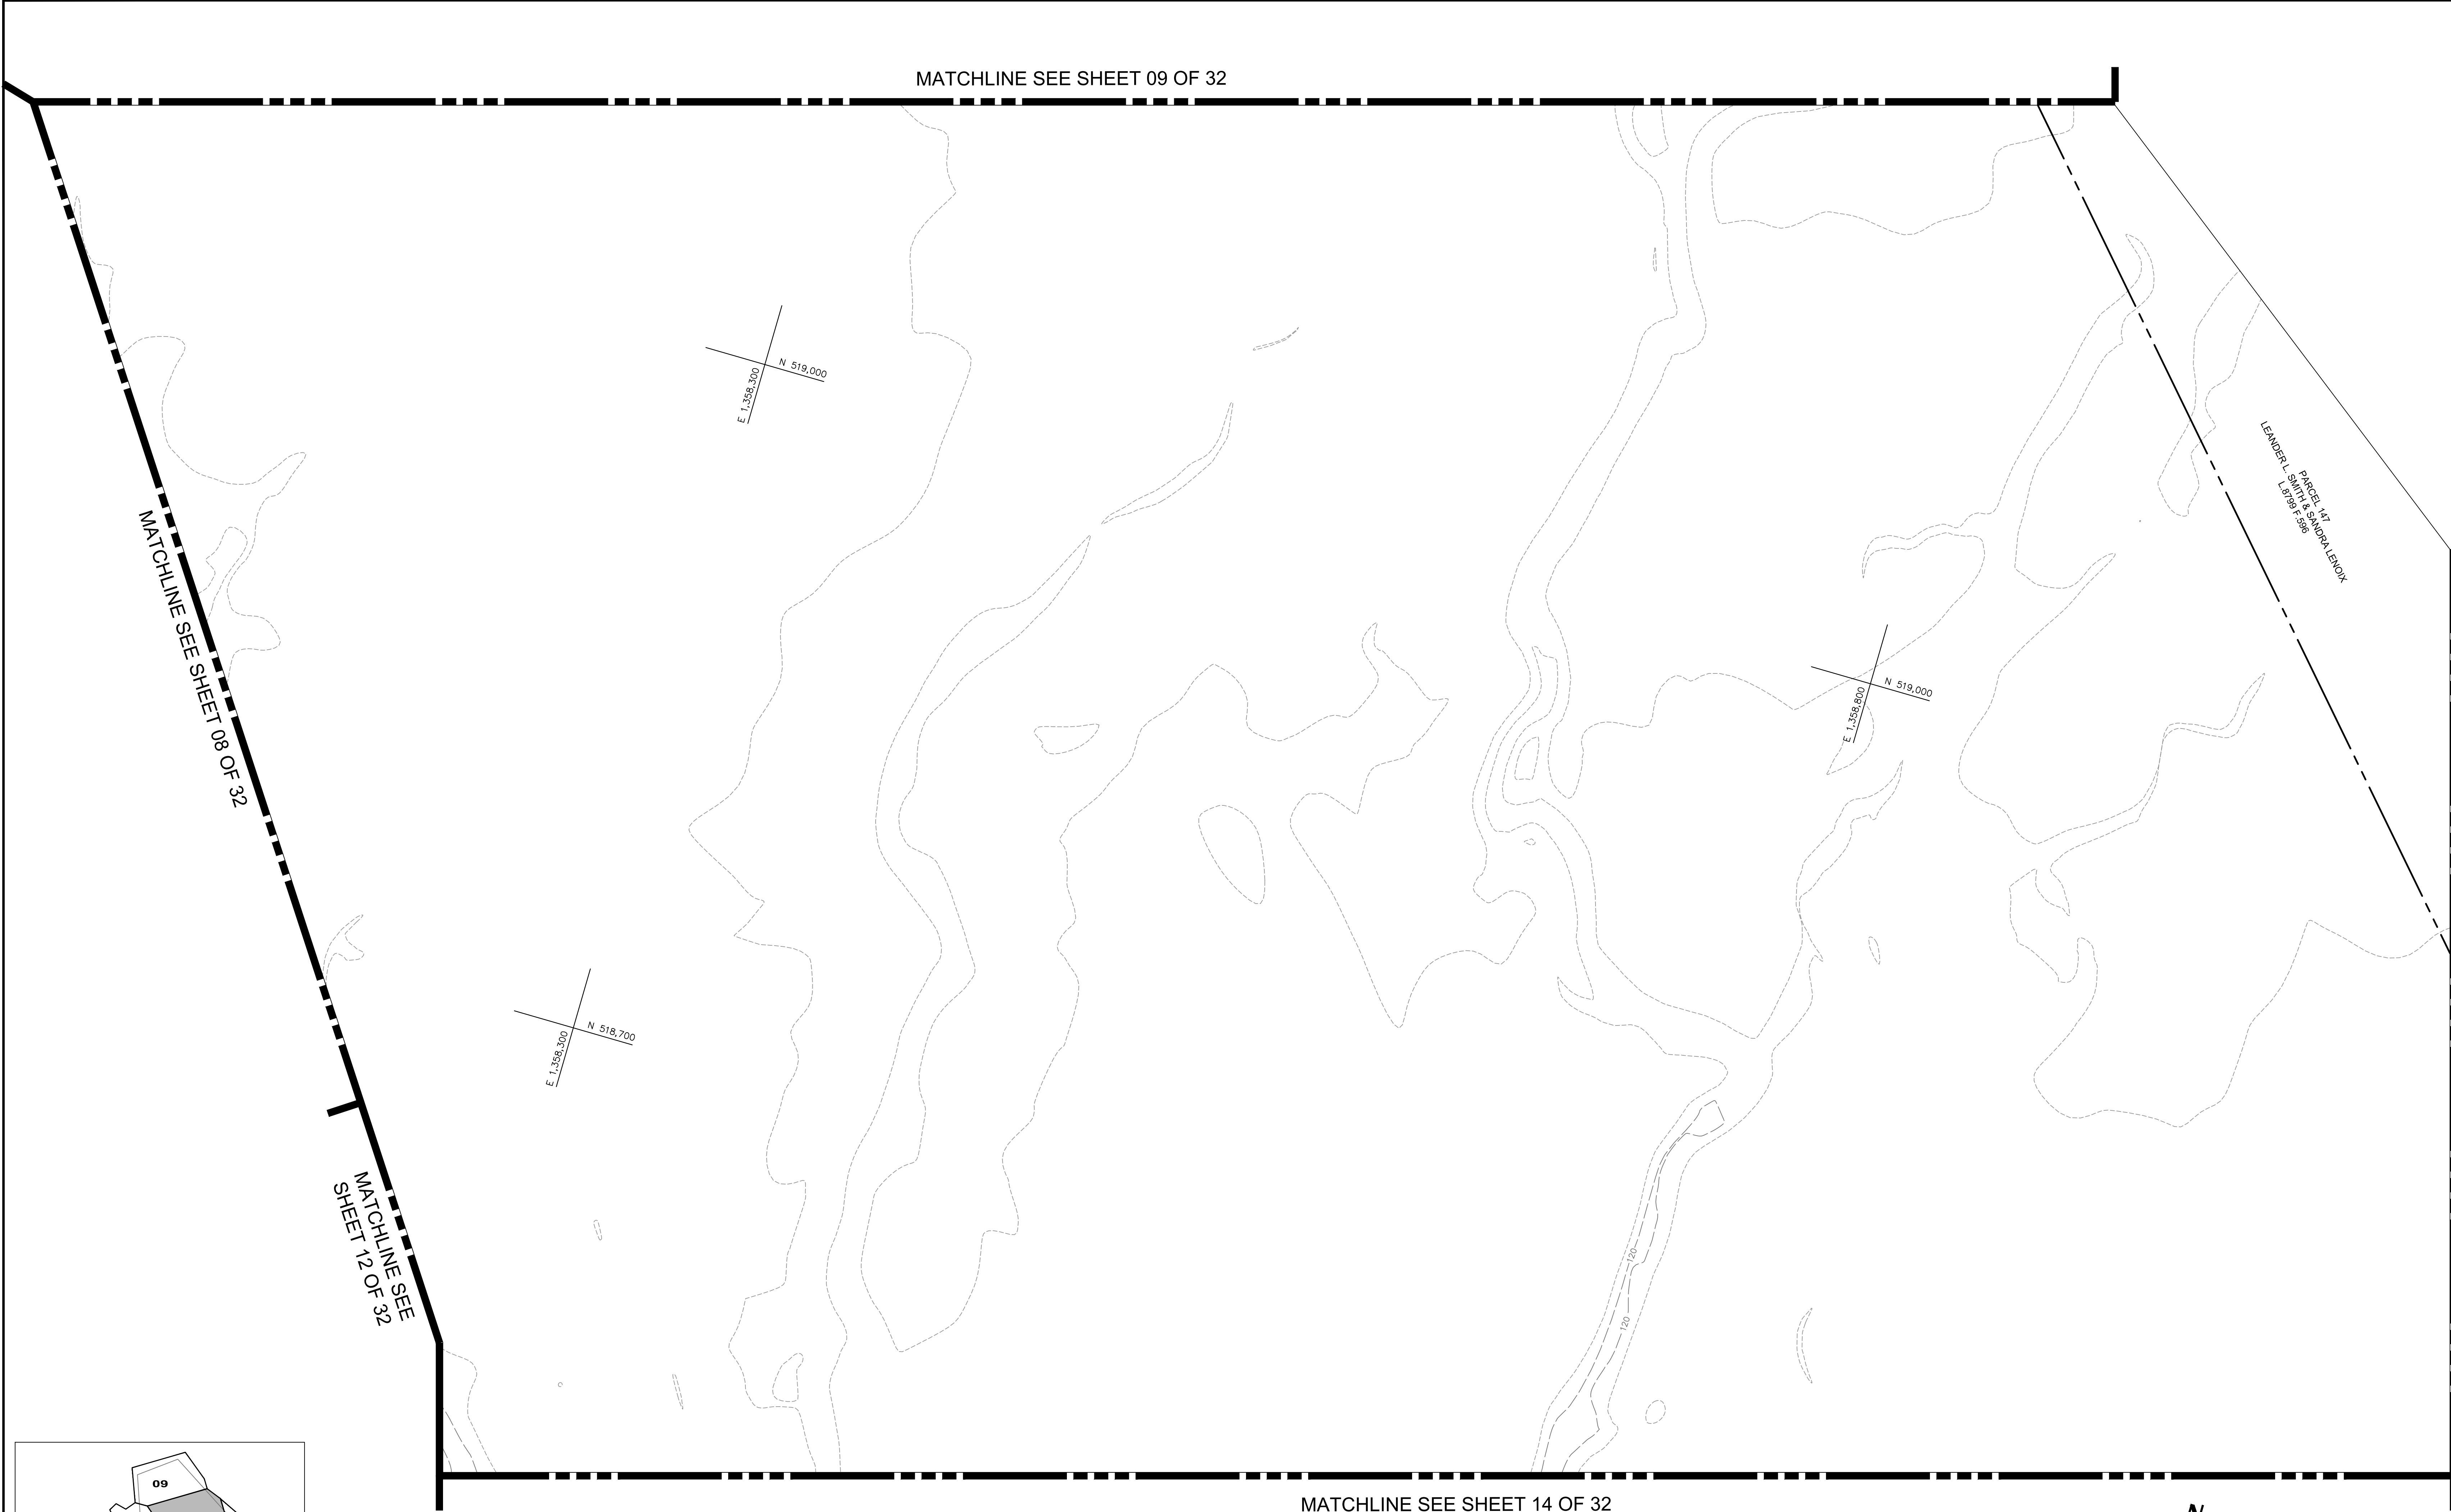 MATCHLINE SEE SHEET 09 OF 32
N 519,000
E 1,358,300
PARCEL 147
LEANDER L. SMITH & SANDRA LENOIX
L.8799 F.596
MATCHLINE SEE SHEET 08 OF 32
N 519,000
E 1,358,800
N 518,700
E 1,358,300
MATCHLINE SEE
SHEET 12 OF 32
120
120
09
MATCHLINE SEE SHEET 14 OF 32
N